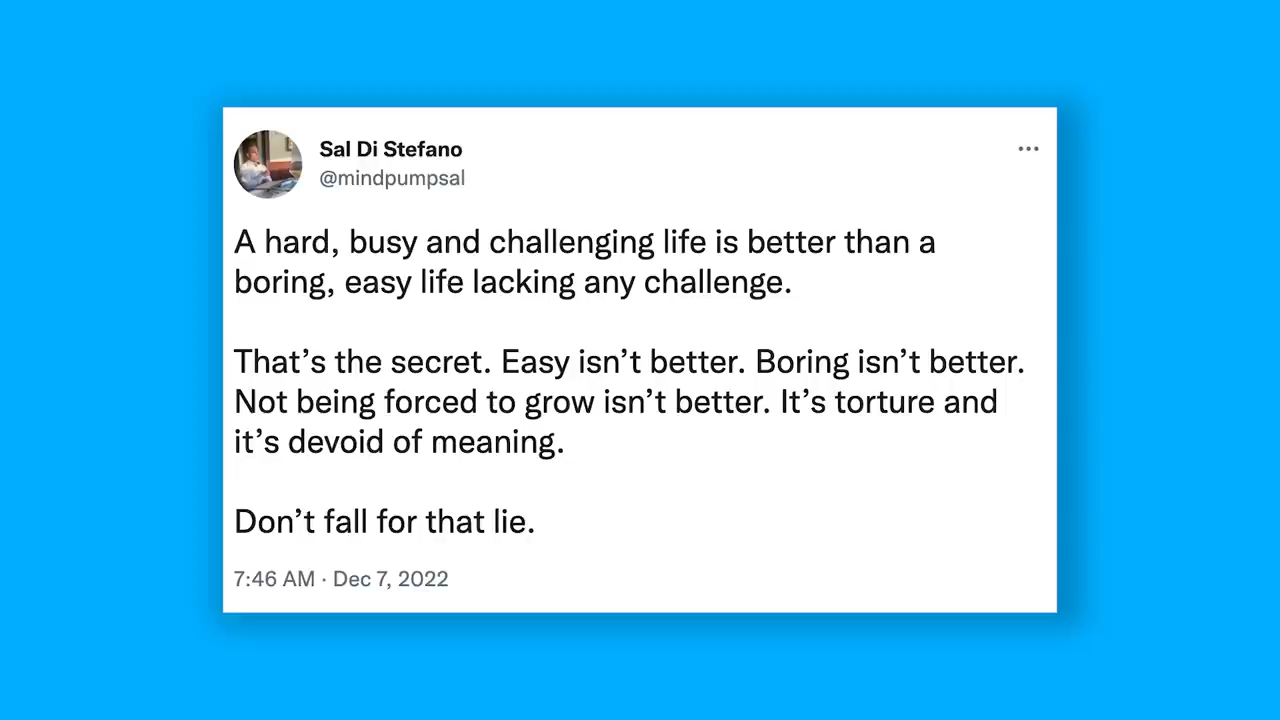 Sal Di Stefano
@mindpumpsal
A hard, busy and challenging life is better than a
boring, easy life lacking any challenge.
That’s the secret. Easy isn’t better. Boring isn’t better.
Not being forced to grow isn’t better. It’s torture and
it’s devoid of meaning.
Don’t fall for that lie.
7:46 AM · Dec 7, 2022